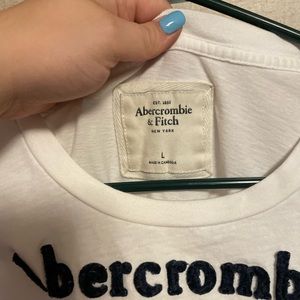 EST. 1892
Abercrombie
& Fitch
NEW YORK
L
MADE IN CAMBODIA
Abercromb